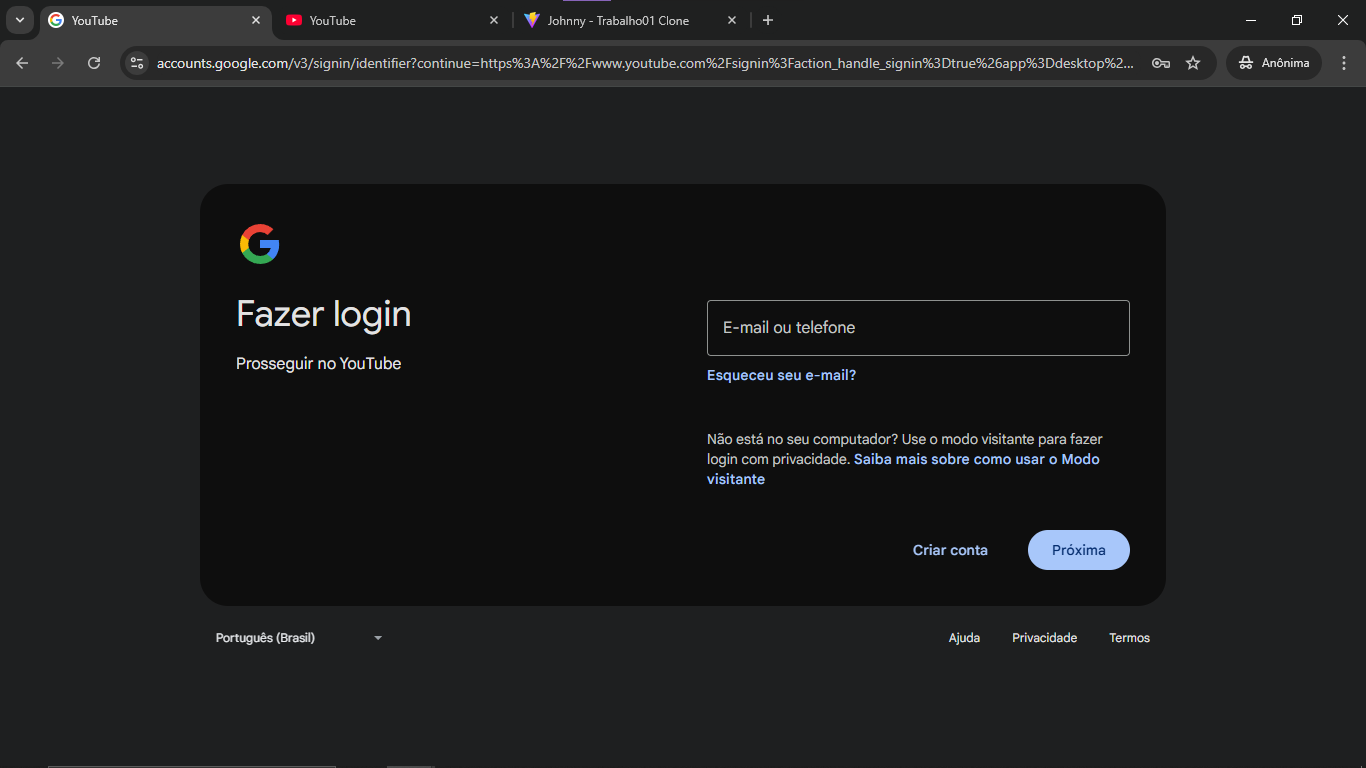 YouTube
YouTube
Johnny - Trabalho01 Clone
accounts.google.com/v3/signin/identifier?continue=https%3A%2F%2Fwww.youtube.com%2Fsignin%3Faction_handle_signin%3Dtrue%26app%3Ddesktop%2...
Anônima
Fazer login
Prosseguir no YouTube
E-mail ou telefone
Esqueceu seu e-mail?
Não está no seu computador? Use o modo visitante para fazer
login com privacidade. Saiba mais sobre como usar o Modo
visitante
Criar conta
Próxima
Português (Brasil)
Ajuda
Privacidade
Termos